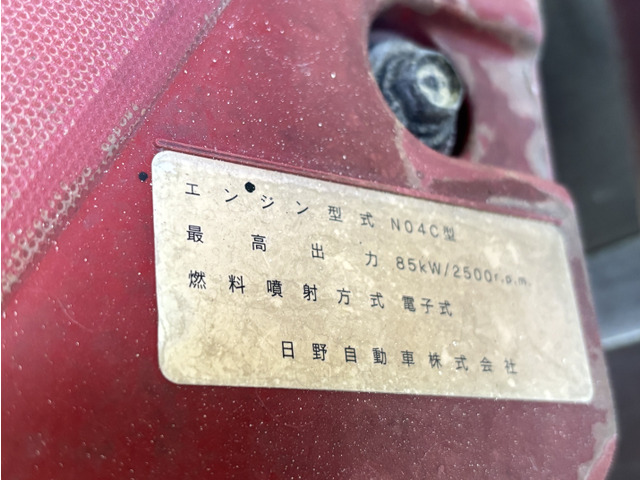 エンジン型式 N04C型
最高出力 85kW/2500r.p.m.
燃料噴射方式 電子式
日野自動車株式会社